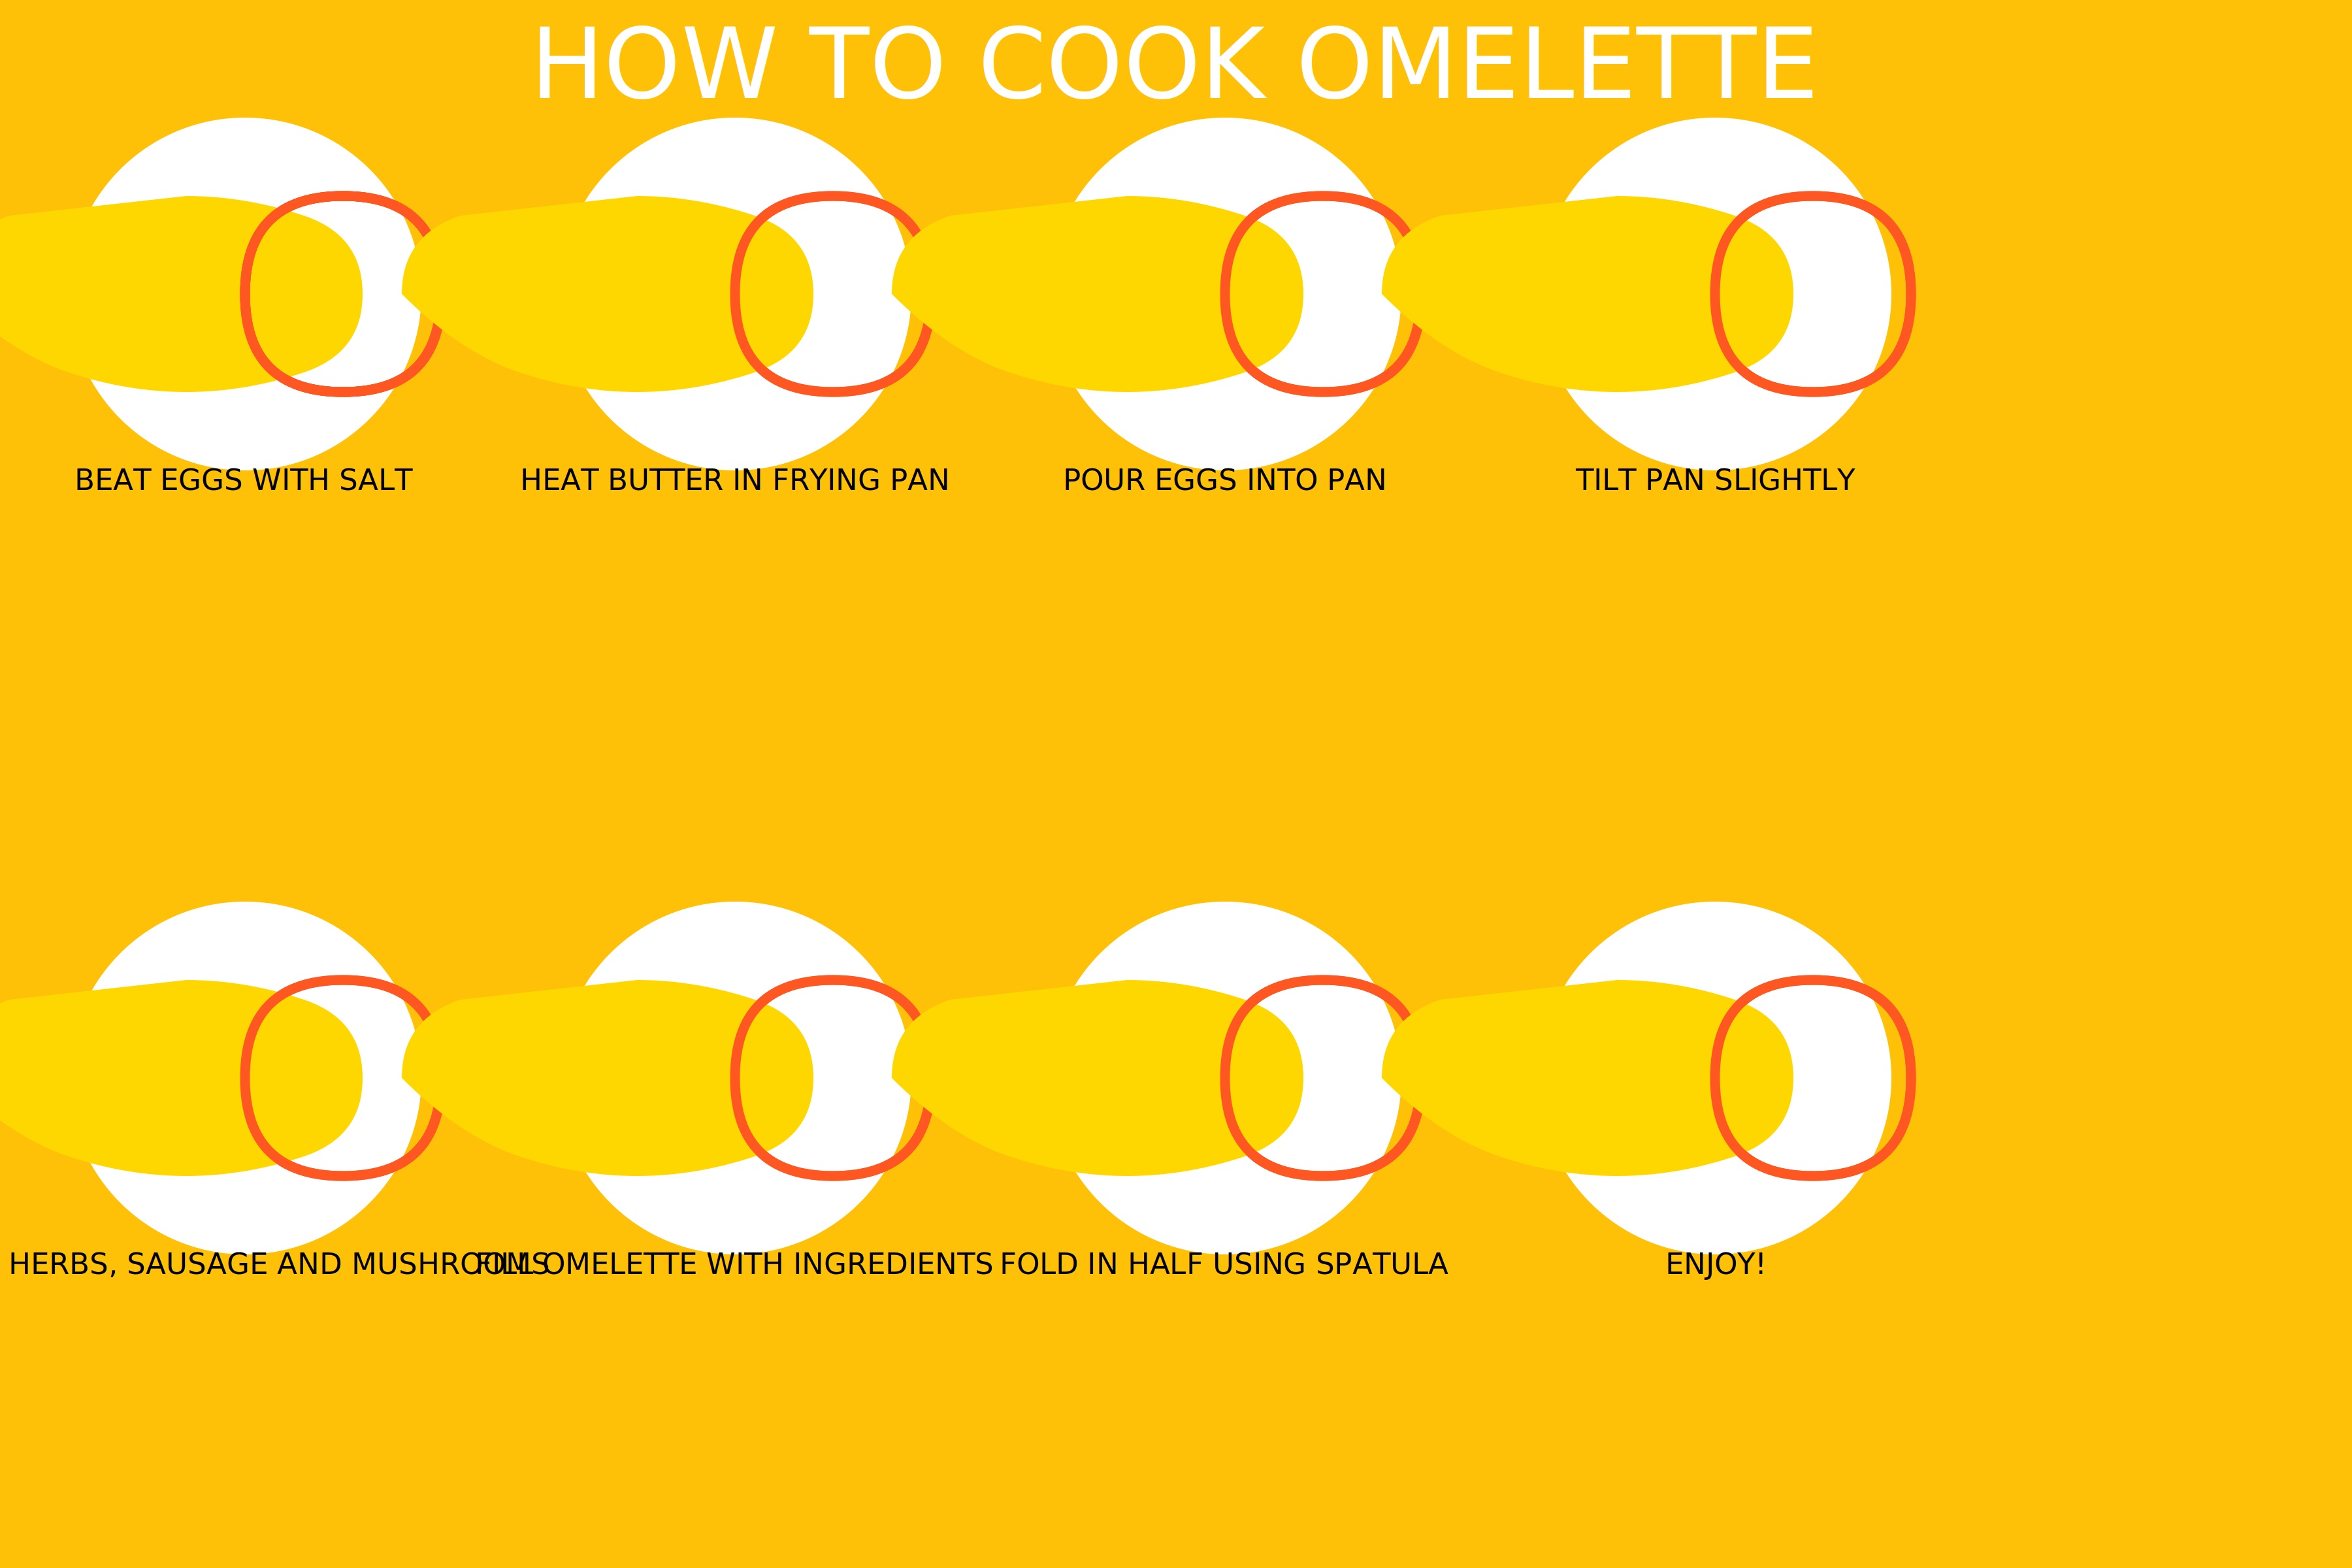 HOW TO COOK OMELETTE
BEAT EGGS WITH SALT
HEAT BUTTER IN FRYING PAN
POUR EGGS INTO PAN
TILT PAN SLIGHTLY
HERBS, SAUSAGE AND MUSHROOMS
FILL OMELETTE WITH INGREDIENTS
FOLD IN HALF USING SPATULA
ENJOY!